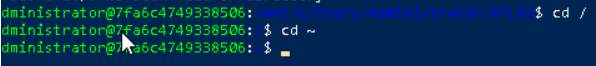 dministrator@7fa6c4749338506:/mnt/c/Users/Administrator/ATLAS$ cd /
dministrator@7fa6c4749338506:/$ cd ~
dministrator@7fa6c4749338506:~$